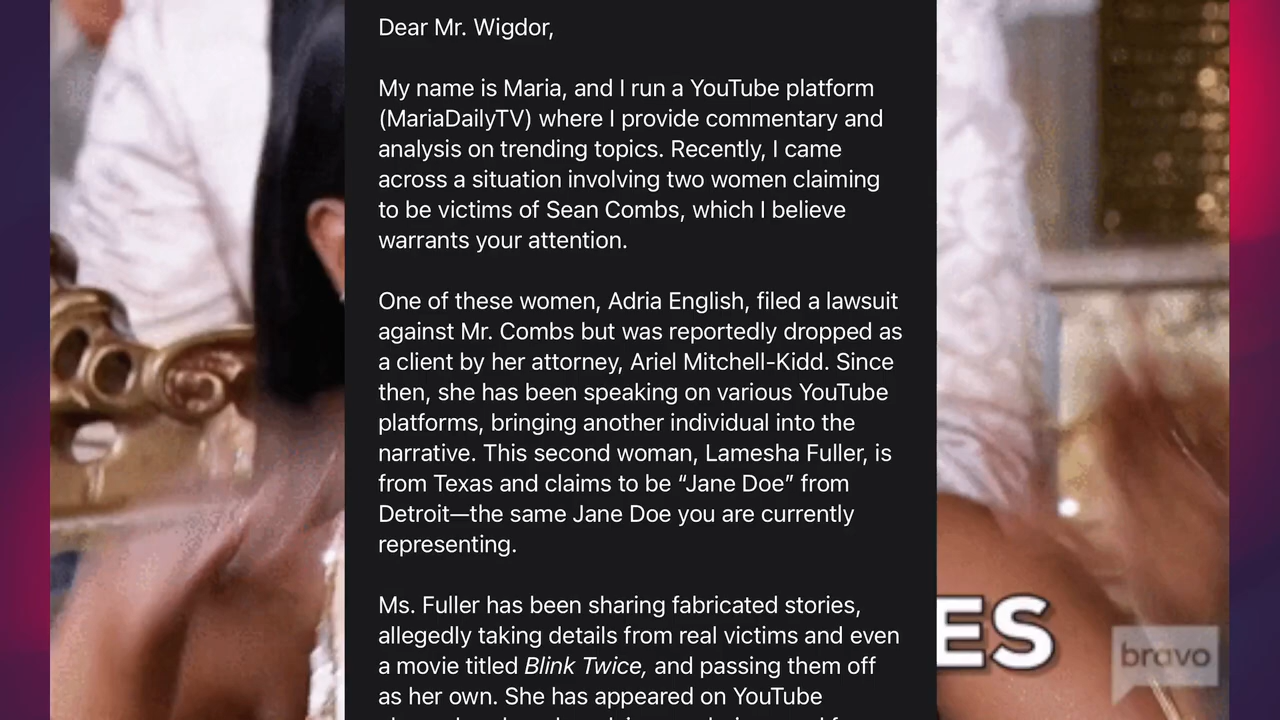 Dear Mr. Wigdor,
My name is Maria, and I run a YouTube platform
(MariaDailyTV) where I provide commentary and
analysis on trending topics. Recently, I came
across a situation involving two women claiming
to be victims of Sean Combs, which I believe
warrants your attention.
One of these women, Adria English, filed a lawsuit
against Mr. Combs but was reportedly dropped as
a client by her attorney, Ariel Mitchell-Kidd. Since
then, she has been speaking on various YouTube
platforms, bringing another individual into the
narrative. This second woman, Lamesha Fuller, is
from Texas and claims to be “Jane Doe” from
Detroit—the same Jane Doe you are currently
representing.
Ms. Fuller has been sharing fabricated stories,
allegedly taking details from real victims and even
a movie titled Blink Twice, and passing them off
as her own. She has appeared on YouTube
ES
bravo